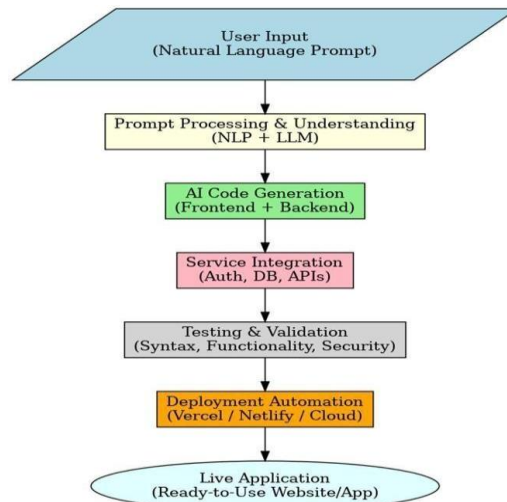 User Input
(Natural Language Prompt)
Prompt Processing & Understanding
(NLP + LLM)
AI Code Generation
(Frontend + Backend)
Service Integration
(Auth, DB, APIs)
Testing & Validation
(Syntax, Functionality, Security)
Deployment Automation
(Vercel / Netlify / Cloud)
Live Application
(Ready-to-Use Website/App)